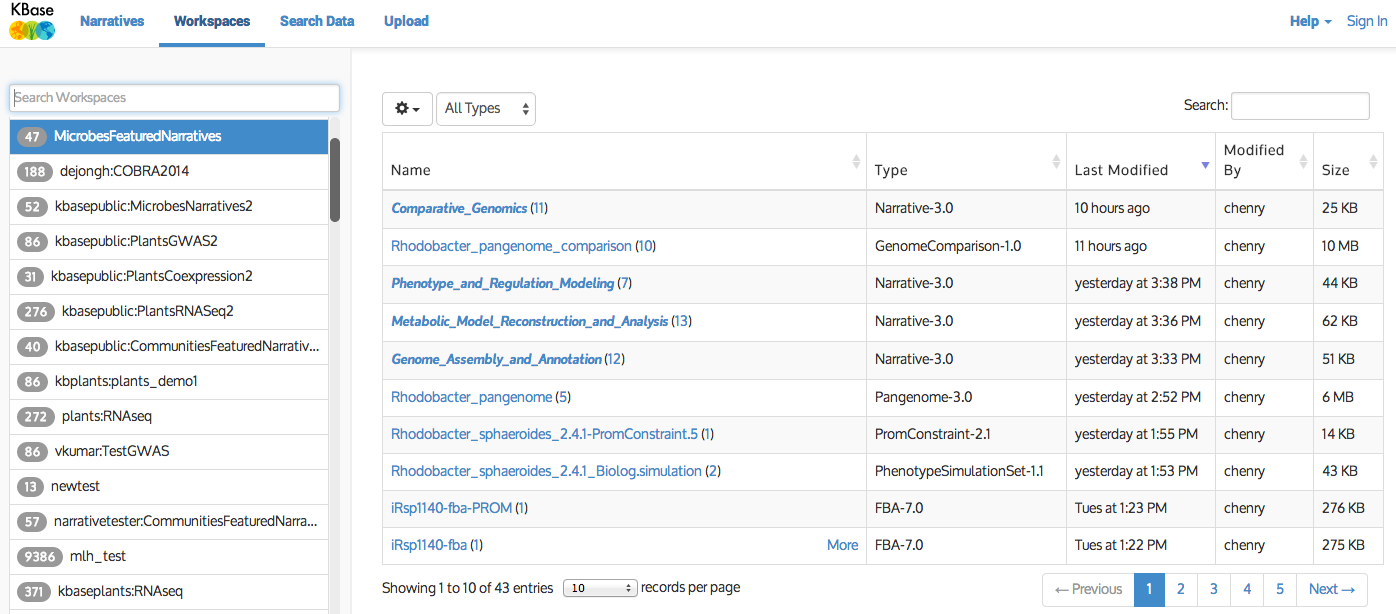 KBase
Narratives Workspaces Search Data Upload Help Sign In
Search Workspaces
47 MicrobesFeaturedNarratives
188 dejongh:COBRA2014
52 kbasepublic:MicrobesNarratives2
86 kbasepublic:PlantsGWAS2
31 kbasepublic:PlantsCoexpression2
276 kbasepublic:PlantsRNASeq2
40 kbasepublic:CommunitiesFeaturedNarrativ...
86 kbplants:plants_demo1
272 plants:RNAseq
86 vkumar:TestGWAS
13 newtest
57 narrativetester:CommunitiesFeaturedNarra...
9386 mlh_test
371 kbaseplants:RNAseq
All Types Search:
Name Type Last Modified Modified By Size
Comparative_Genomics (11) Narrative-3.0 10 hours ago chenry 25 KB
Rhodobacter_pangenome_comparison (10) GenomeComparison-1.0 11 hours ago chenry 10 MB
Phenotype_and_Regulation_Modeling (7) Narrative-3.0 yesterday at 3:38 PM chenry 44 KB
Metabolic_Model_Reconstruction_and_Analysis (13) Narrative-3.0 yesterday at 3:36 PM chenry 62 KB
Genome_Assembly_and_Annotation (12) Narrative-3.0 yesterday at 3:33 PM chenry 51 KB
Rhodobacter_pangenome (5) Pangenome-3.0 yesterday at 2:52 PM chenry 6 MB
Rhodobacter_sphaeroides_2.4.1-PromConstraint.5 (1) PromConstraint-2.1 yesterday at 1:55 PM chenry 14 KB
Rhodobacter_sphaeroides_2.4.1_Biolog.simulation (2) PhenotypeSimulationSet-1.1 yesterday at 1:53 PM chenry 43 KB
iRsp1140-fba-PROM (1) FBA-7.0 Tues at 1:23 PM chenry 276 KB
iRsp1140-fba (1) More FBA-7.0 Tues at 1:22 PM chenry 275 KB
Showing 1 to 10 of 43 entries 10 records per page ← Previous 1 2 3 4 5 Next →